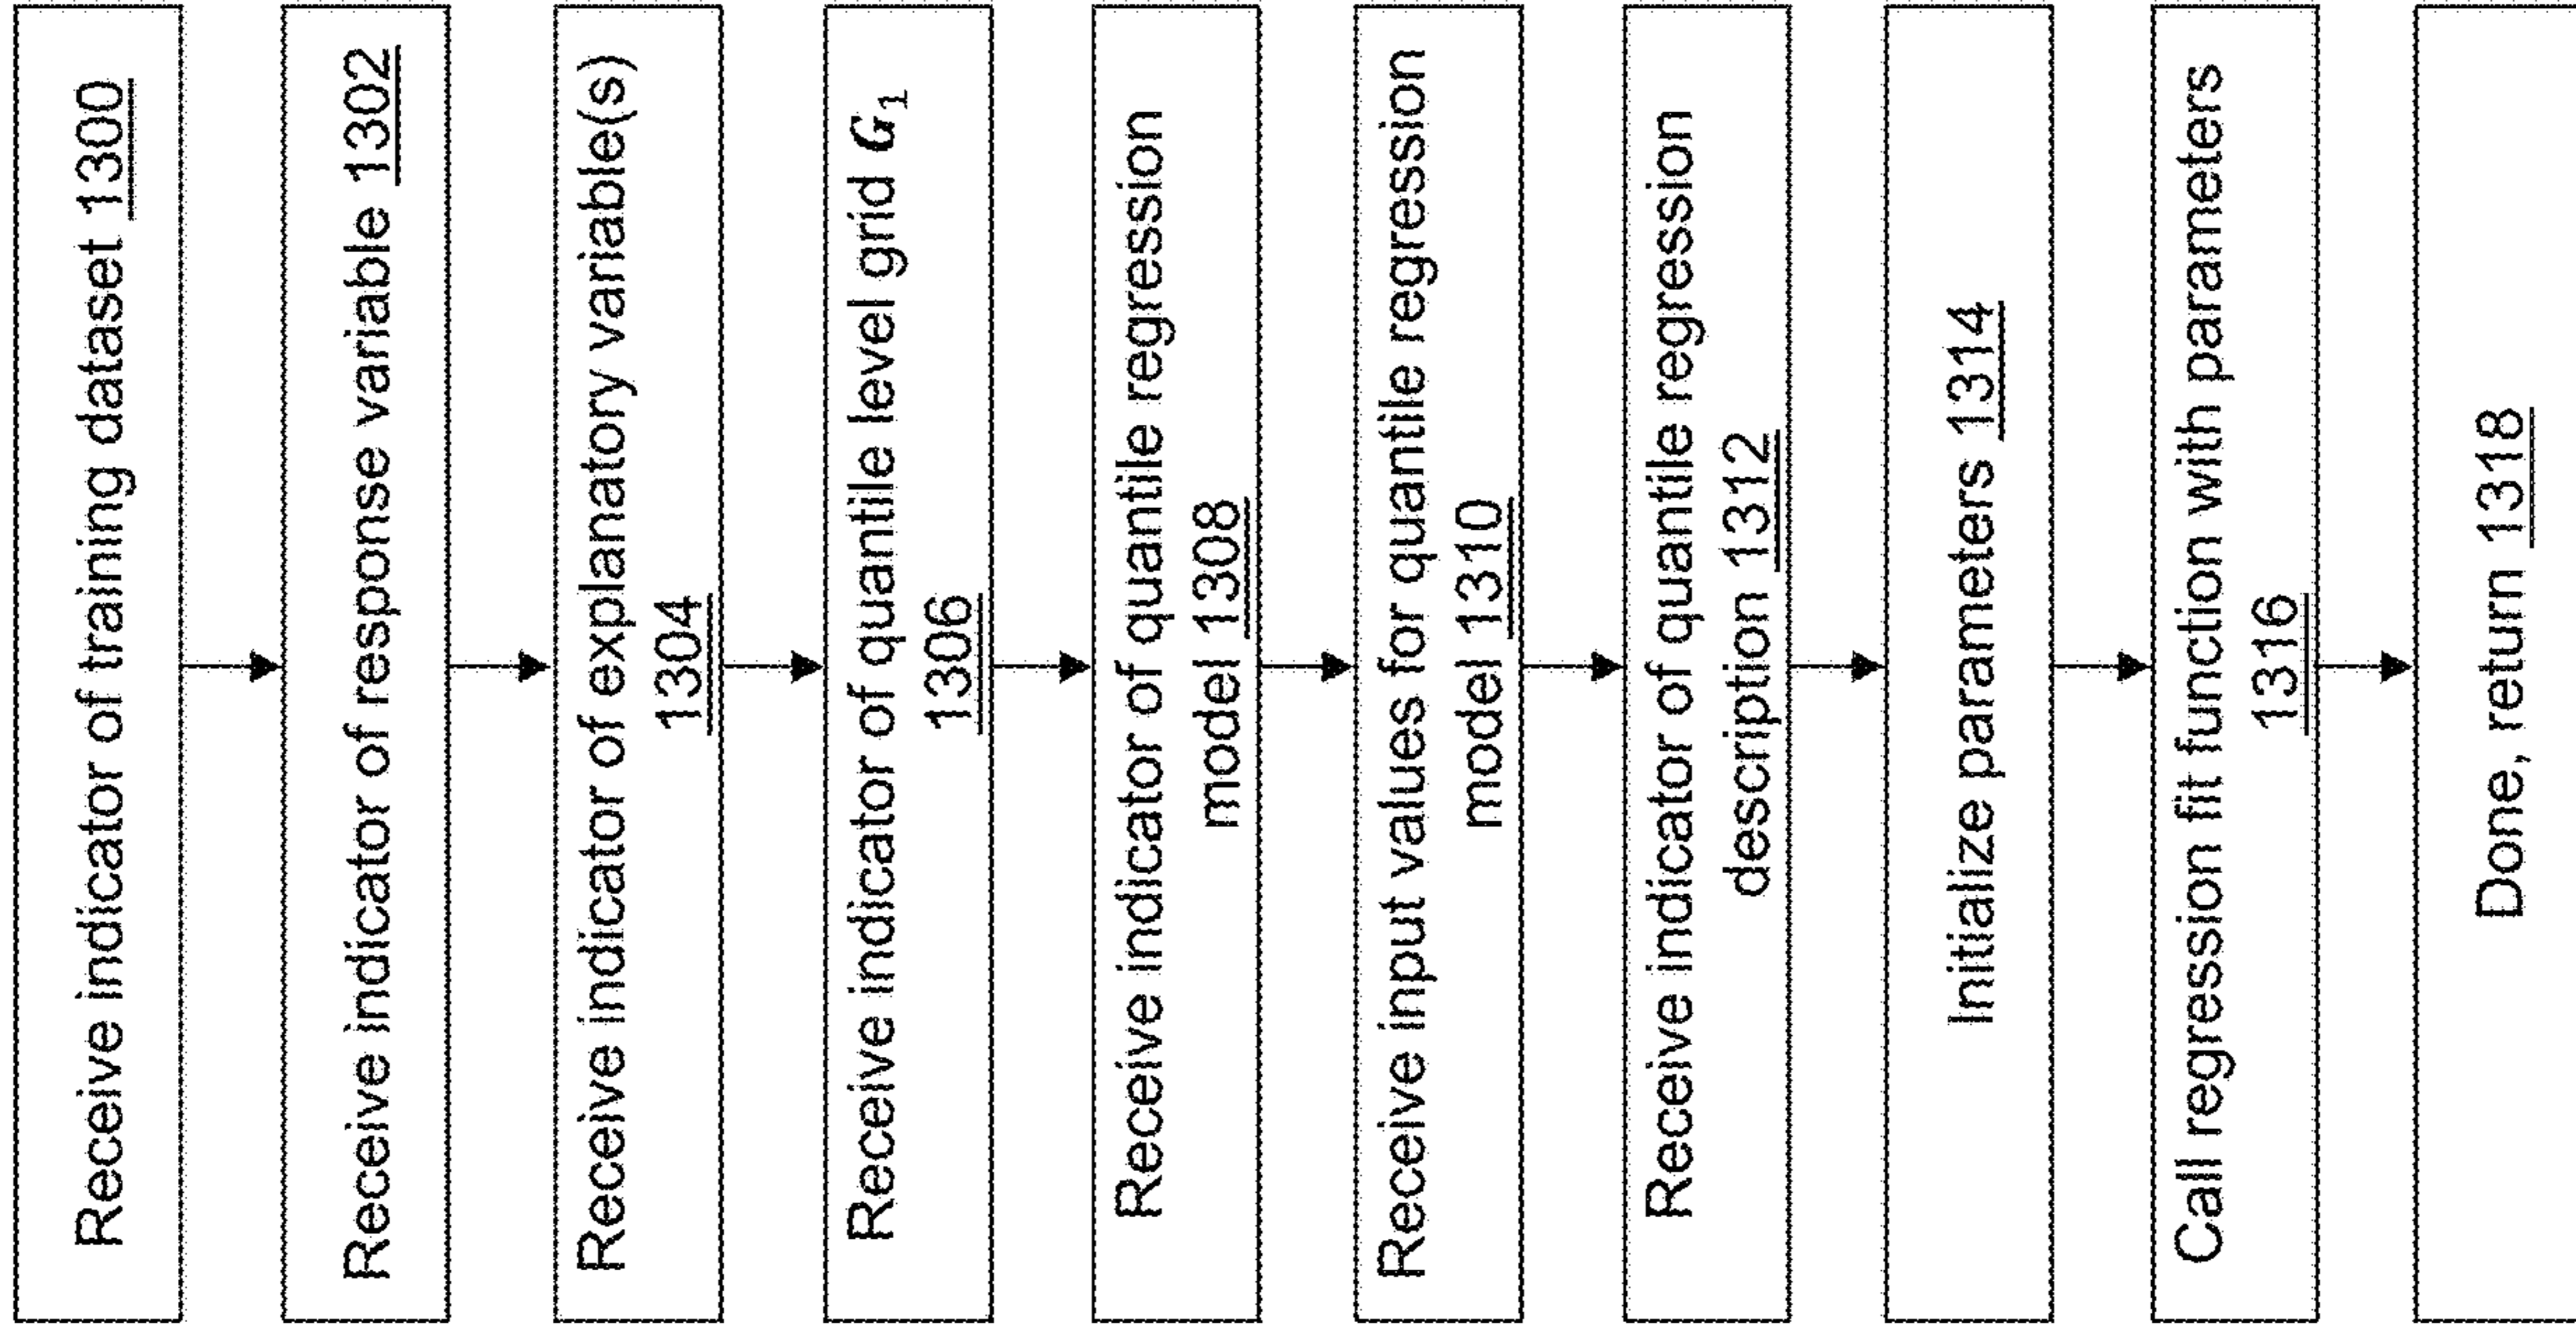 Receive indicator of training dataset 1300
Receive indicator of response variable 1302
Receive indicator of explanatory variable(s)
1304
Receive indicator of quantile level grid G₁
1306
Receive indicator of quantile regression
model 1308
Receive input values for quantile regression
model 1310
Receive indicator of quantile regression
description 1312
Initialize parameters 1314
Call regression fit function with parameters
1316
Done, return 1318